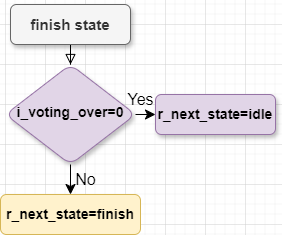 finish state
i_voting_over=0
Yes
r_next_state=idle
No
r_next_state=finish